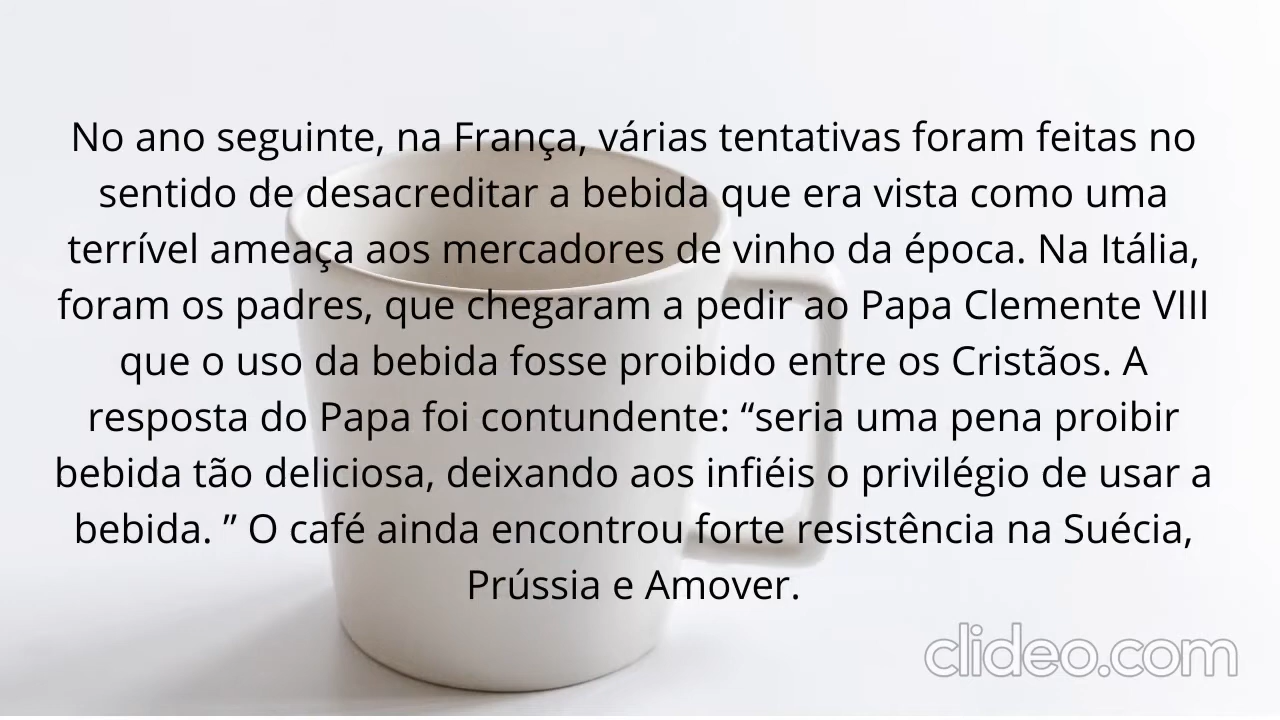 No ano seguinte, na França, várias tentativas foram feitas no
sentido de desacreditar a bebida que era vista como uma
terrível ameaça aos mercadores de vinho da época. Na Itália,
foram os padres, que chegaram a pedir ao Papa Clemente VIII
que o uso da bebida fosse proibido entre os Cristãos. A
resposta do Papa foi contundente: “seria uma pena proibir
bebida tão deliciosa, deixando aos infiéis o privilégio de usar a
bebida. ” O café ainda encontrou forte resistência na Suécia,
Prússia e Amover.
clideo.com